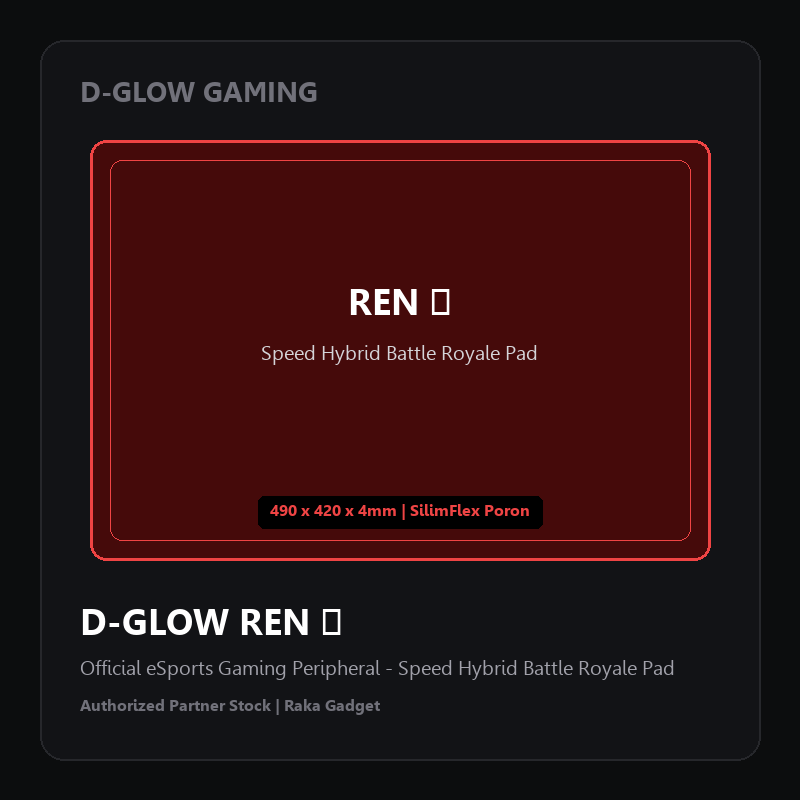 D-GLOW GAMING
REN
Speed Hybrid Battle Royale Pad
490 x 420 x 4mm | SilimFlex Poron
D-GLOW REN
Official eSports Gaming Peripheral - Speed Hybrid Battle Royale Pad
Authorized Partner Stock | Raka Gadget